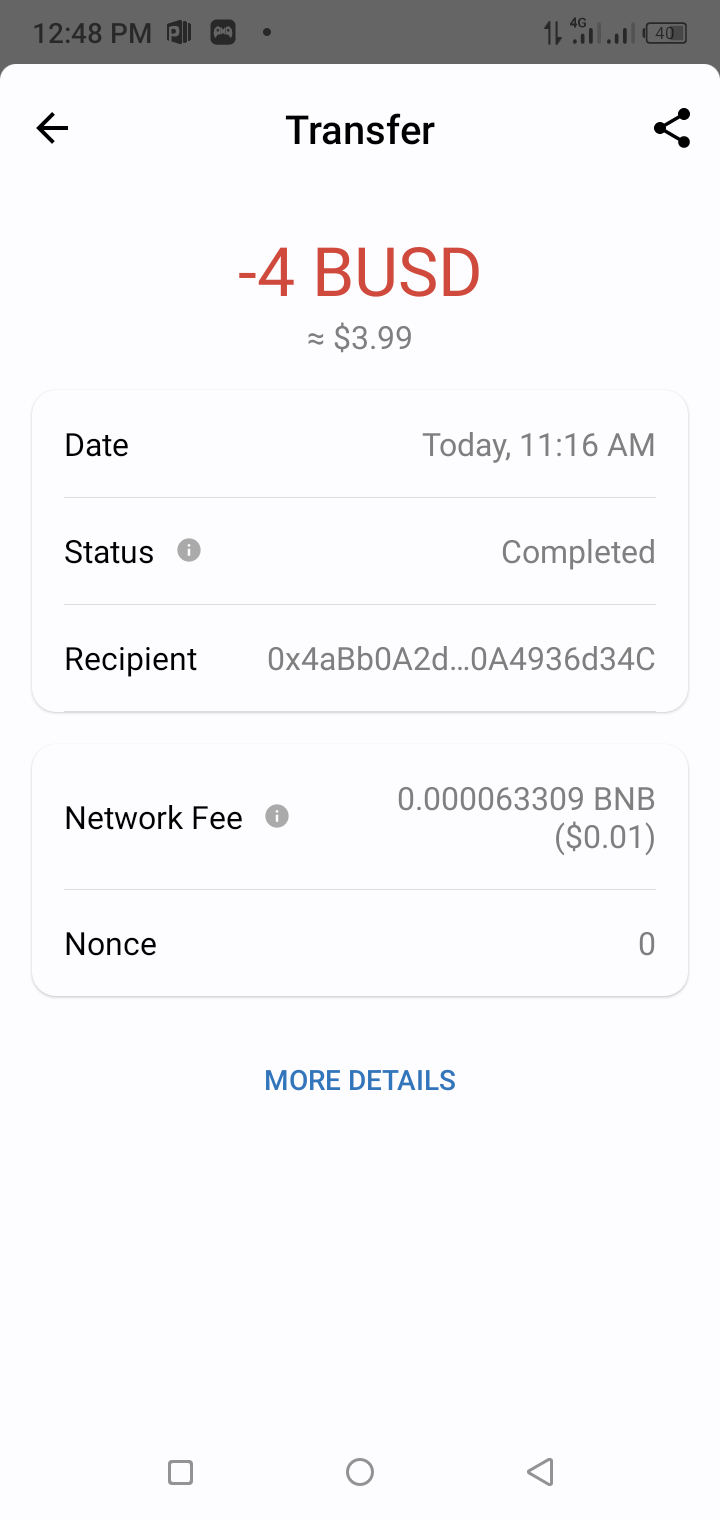 12:48 PM
4G
40
Transfer
-4 BUSD
≈ $3.99
Date Today, 11:16 AM
Status Completed
Recipient 0x4aBb0A2d...0A4936d34C
Network Fee 0.000063309 BNB
($0.01)
Nonce 0
MORE DETAILS